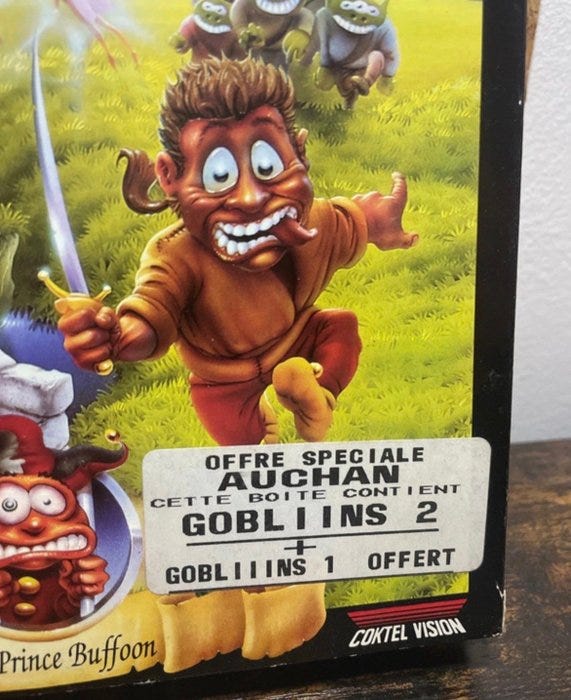 OFFRE SPECIALE
AUCHAN
CETTE BOITE CONTIENT
GOBLIINS 2
+
GOBLIIINS 1 OFFERT
Prince Buffoon
COKTEL VISION